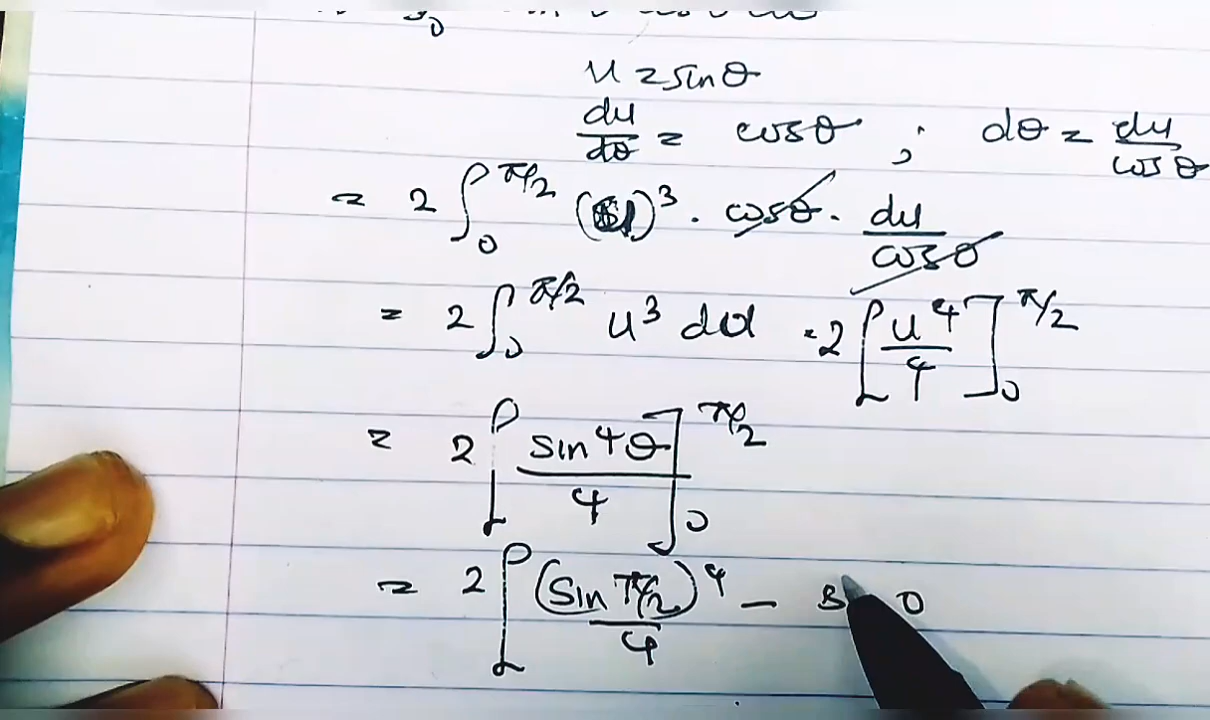 u = sinθ
du/dθ = cosθ ; dθ = du/cosθ
= 2 ∫₀^π/2 ( )³ . cosθ . du/cosθ
= 2 ∫₀^π/2 u³ du = 2 [u⁴/4]₀^π/2
= 2 [sin⁴θ/4]₀^π/2
= 2 [(sin π/2)⁴/4 - 0